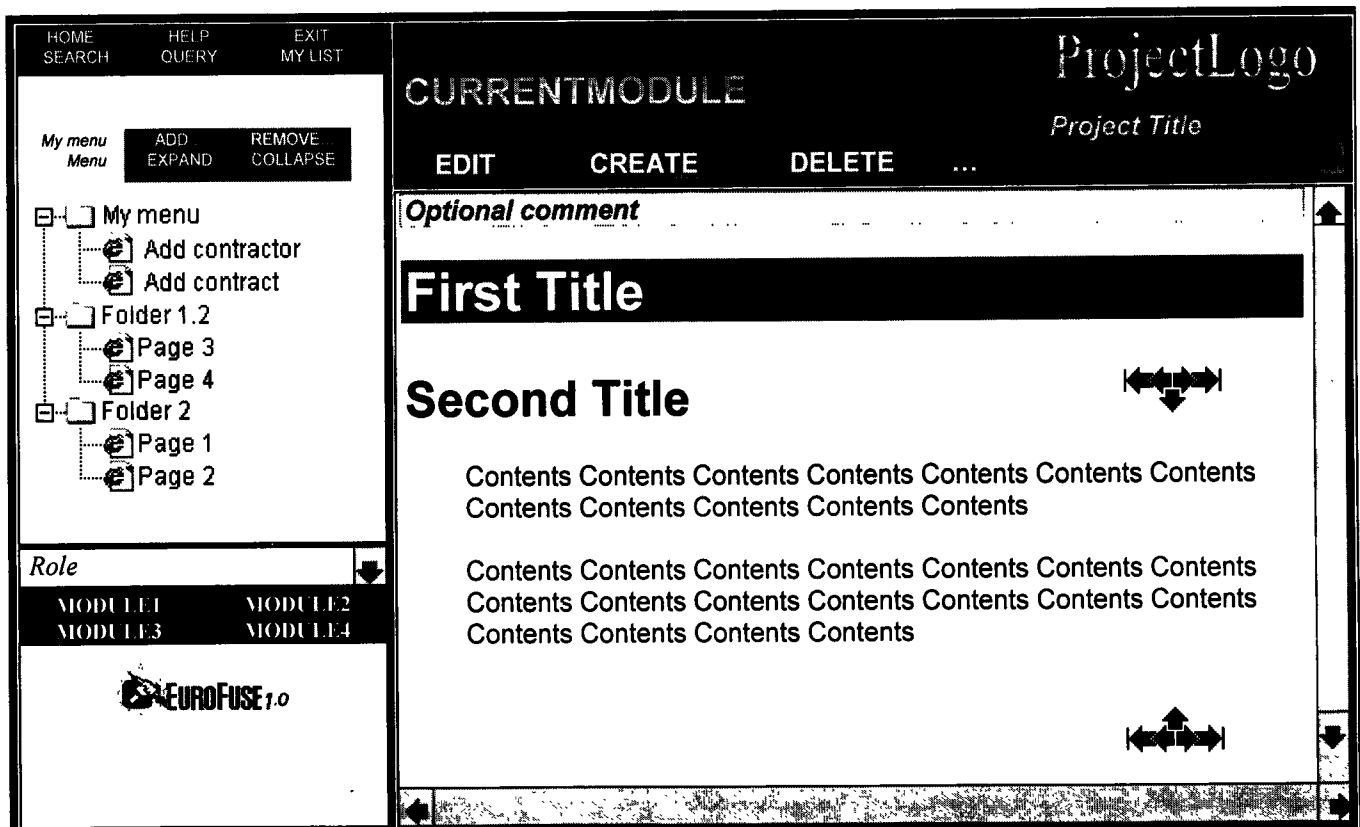 HOME HELP EXIT
SEARCH QUERY MY LIST
My menu ADD... REMOVE...
Menu EXPAND COLLAPSE
My menu
Add contractor
Add contract
Folder 1.2
Page 3
Page 4
Folder 2
Page 1
Page 2
Role
MODULE1 MODULE2
MODULE3 MODULE4
EUROFUSE 1.0
ProjectLogo
CURRENTMODULE
Project Title
EDIT CREATE DELETE ...
Optional comment
First Title
Second Title
Contents Contents Contents Contents Contents Contents Contents
Contents Contents Contents Contents Contents
Contents Contents Contents Contents Contents Contents Contents
Contents Contents Contents Contents Contents Contents Contents
Contents Contents Contents Contents